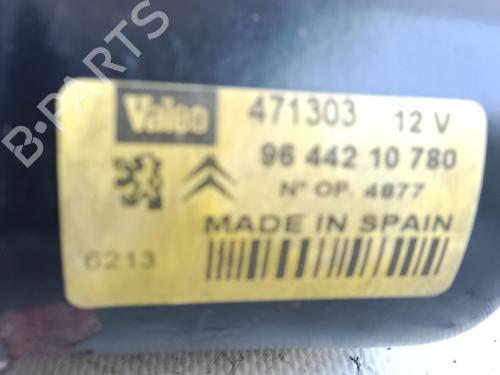 B-PARTS
Valeo 471303 12 V
96 442 10 780
N° OP. 4877
MADE IN SPAIN
6213